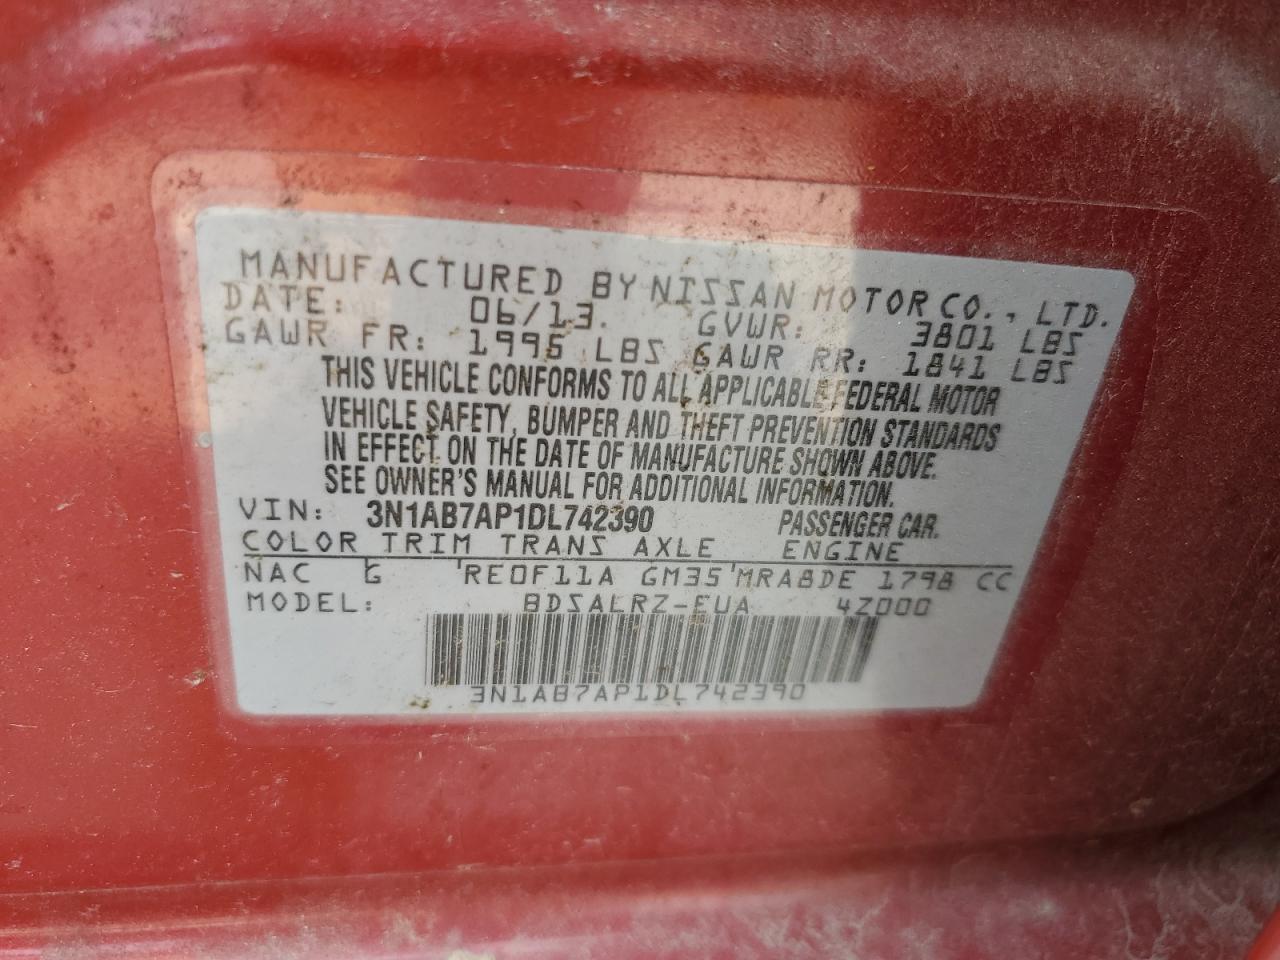 MANUFACTURED BY NISSAN MOTOR CO., LTD.
DATE: 06/13. GVWR: 3801 LBS
GAWR FR: 1995 LBS GAWR RR: 1841 LBS
THIS VEHICLE CONFORMS TO ALL APPLICABLE FEDERAL MOTOR
VEHICLE SAFETY, BUMPER AND THEFT PREVENTION STANDARDS
IN EFFECT ON THE DATE OF MANUFACTURE SHOWN ABOVE.
SEE OWNER'S MANUAL FOR ADDITIONAL INFORMATION.
VIN: 3N1AB7AP1DL742390 PASSENGER CAR.
COLOR TRIM TRANS AXLE ENGINE
NAC G RE0F11A GM35 MRA8DE 1798 CC
MODEL: BDSALRZ-EUA 4Z000
3N1AB7AP1DL742390